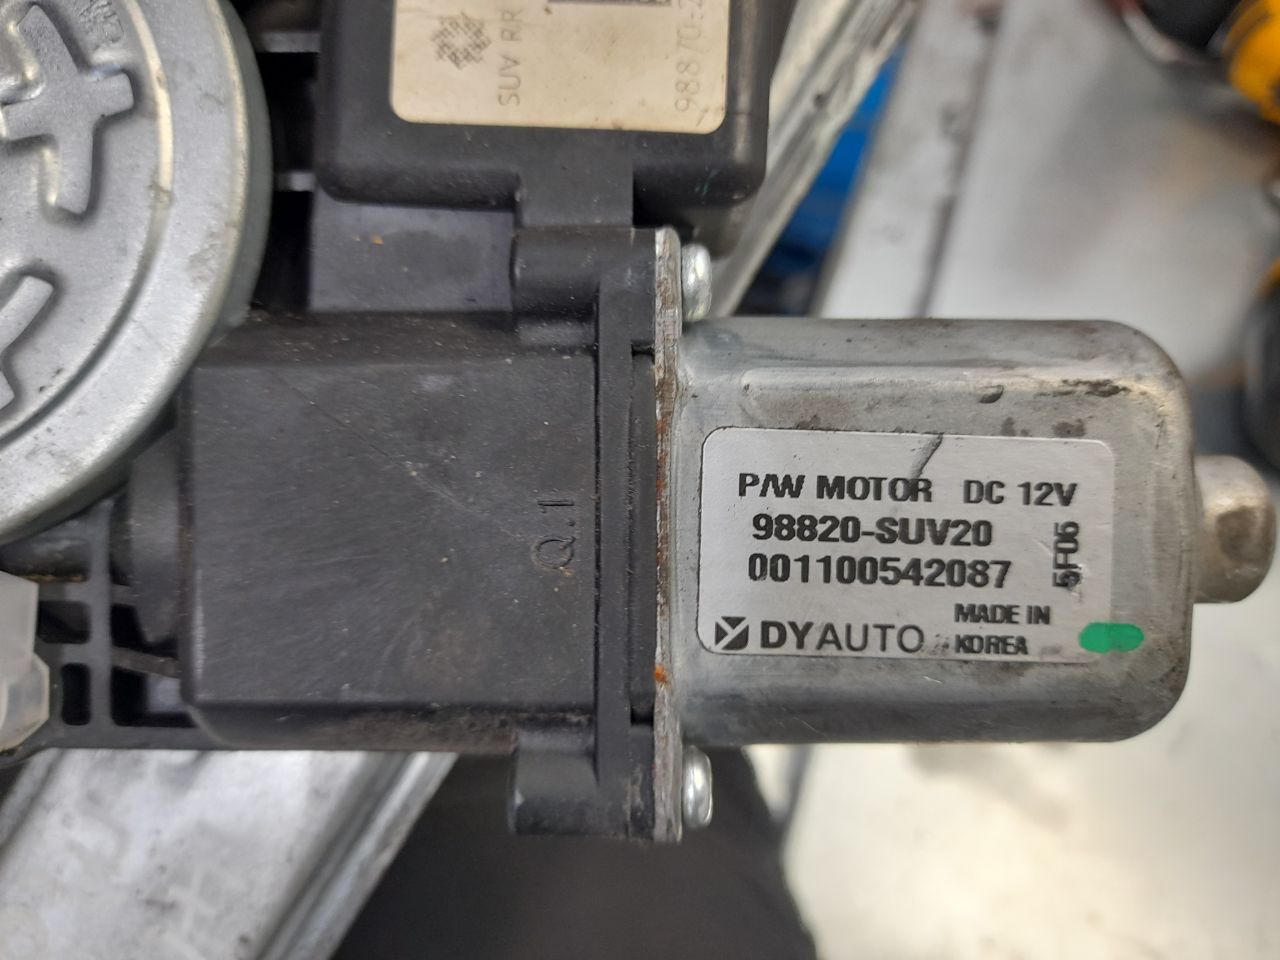 SUV RR
98870-
Q.1
P/W MOTOR DC 12V
98820-SUV20
001100542087
5F05
DYAUTO
MADE IN
KOREA